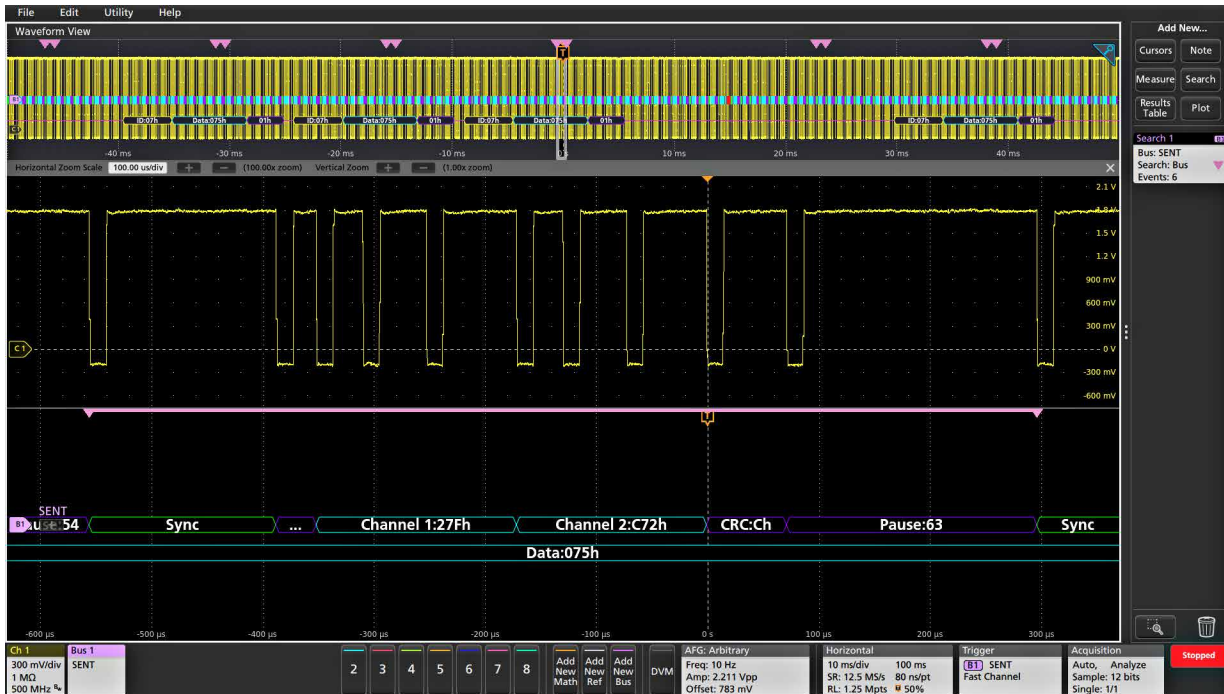 File Edit Utility Help
Waveform View
Add New...
Cursors Note
Measure Search
Results Table Plot
Search 1 B1
Bus: SENT
Search: Bus
Events: 6
T
B1
ID:07h Data:075h 01h ID:07h Data:075h 01h ID:07h Data:075h 01h ID:07h Data:075h 01h
-40 ms -30 ms -20 ms -10 ms 10 ms 20 ms 30 ms 40 ms
Horizontal Zoom Scale 100.00 us/div + − (100.00x zoom) Vertical Zoom + − (1.00x zoom)
2.1 V
1.8 V
1.5 V
1.2 V
900 mV
600 mV
300 mV
C1 0 V
-300 mV
-600 mV
T
SENT
B1 :54 Sync ... Channel 1:27Fh Channel 2:C72h CRC:Ch Pause:63 Sync
Data:075h
-600 µs -500 µs -400 µs -300 µs -200 µs -100 µs 0 s 100 µs 200 µs 300 µs
Ch 1
300 mV/div
1 MΩ
500 MHz
Bus 1
SENT
2 3 4 5 6 7 8
Add New Math
Add New Ref
Add New Bus
DVM
AFG: Arbitrary
Freq: 10 Hz
Amp: 2.211 Vpp
Offset: 783 mV
Horizontal
10 ms/div 100 ms
SR: 12.5 MS/s 80 ns/pt
RL: 1.25 Mpts 50%
Trigger
B1 SENT
Fast Channel
Acquisition
Auto, Analyze
Sample: 12 bits
Single: 1/1
Stopped